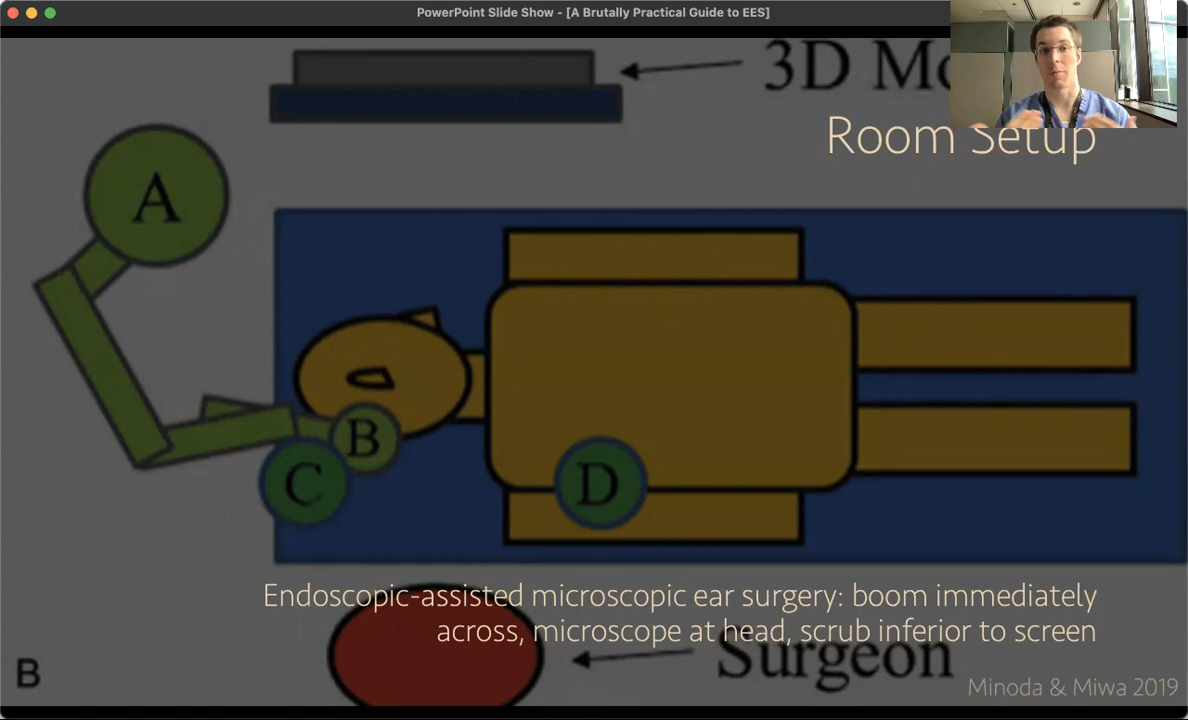 PowerPoint Slide Show - [A Brutally Practical Guide to EES]
3D
Room Setup
A
B
C
D
Endoscopic-assisted microscopic ear surgery: boom immediately
across, microscope at head, scrub inferior to screen
Surgeon
B
Minoda & Miwa 2019